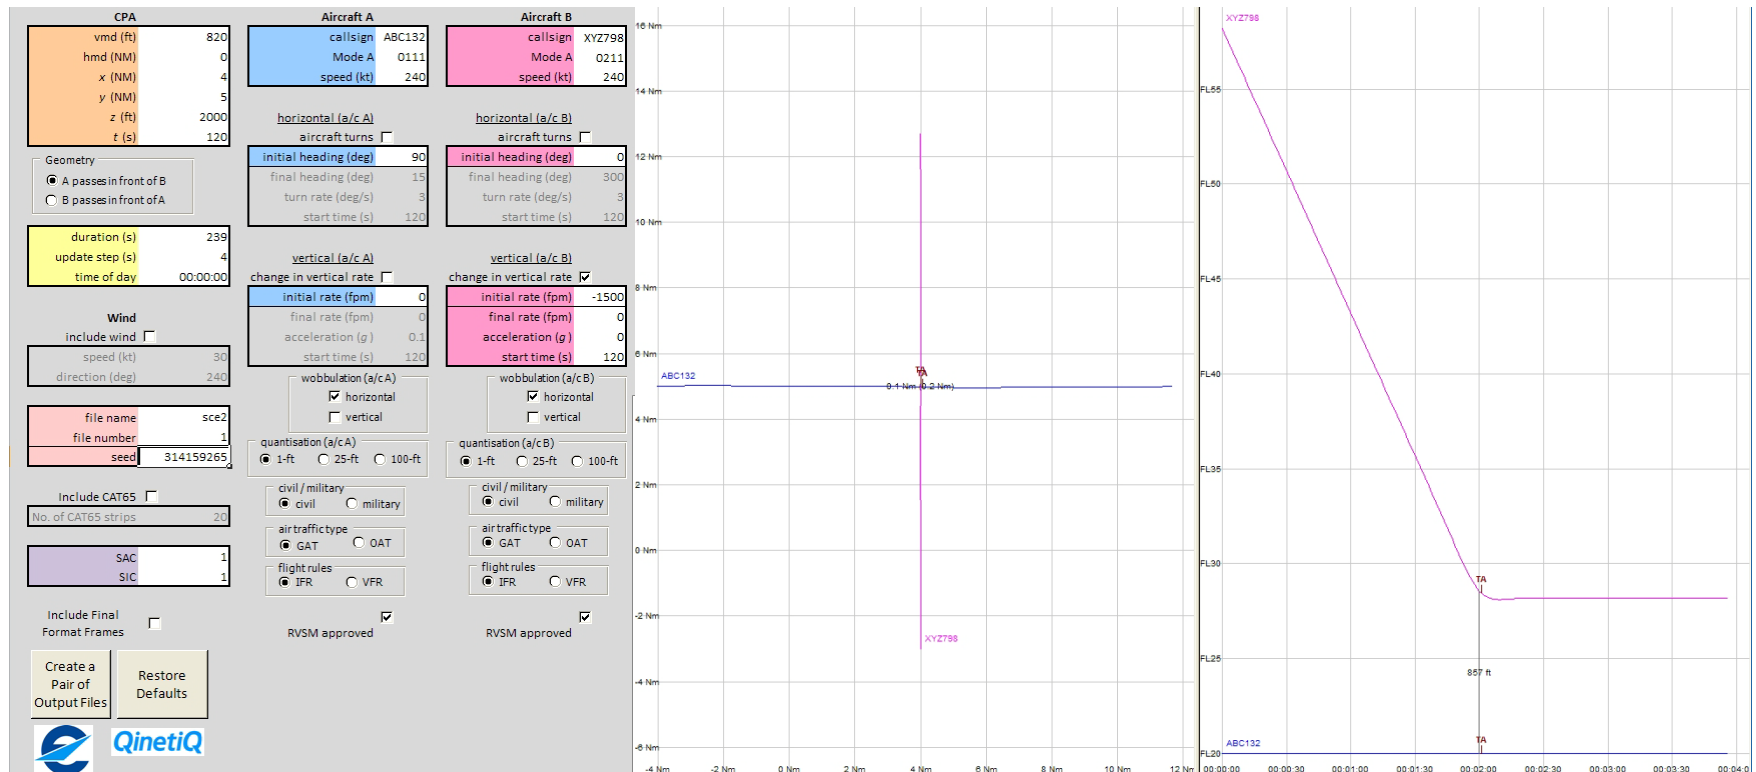 CPA
vmd (ft) 820
hmd (NM) 0
x (NM) 4
y (NM) 5
z (ft) 2000
t (s) 120
Geometry
A passes in front of B
B passes in front of A
duration (s) 239
update step (s) 4
time of day 00:00:00
Wind
include wind
speed (kt) 30
direction (deg) 240
file name sce2
file number 1
seed 314159265
Include CAT65
No. of CAT65 strips 20
SAC 1
SIC 1
Include Final
Format Frames
Create a
Pair of
Output Files
Restore
Defaults
QinetiQ
Aircraft A
callsign ABC132
Mode A 0111
speed (kt) 240
horizontal (a/c A)
aircraft turns
initial heading (deg) 90
final heading (deg) 15
turn rate (deg/s) 3
start time (s) 120
vertical (a/c A)
change in vertical rate
initial rate (fpm) 0
final rate (fpm) 0
acceleration (g) 0.1
start time (s) 120
wobbulation (a/c A)
horizontal
vertical
quantisation (a/c A)
1-ft 25-ft 100-ft
civil / military
civil military
air traffic type
GAT OAT
flight rules
IFR VFR
RVSM approved
Aircraft B
callsign XYZ798
Mode A 0211
speed (kt) 240
horizontal (a/c B)
aircraft turns
initial heading (deg) 0
final heading (deg) 300
turn rate (deg/s) 3
start time (s) 120
vertical (a/c B)
change in vertical rate
initial rate (fpm) -1500
final rate (fpm) 0
acceleration (g) 0
start time (s) 120
wobbulation (a/c B)
horizontal
vertical
quantisation (a/c B)
1-ft 25-ft 100-ft
civil / military
civil military
air traffic type
GAT OAT
flight rules
IFR VFR
RVSM approved
16 Nm
14 Nm
12 Nm
10 Nm
8 Nm
6 Nm
TA
ABC132
0.1 Nm (0.2 Nm)
4 Nm
2 Nm
0 Nm
-2 Nm
XYZ798
-4 Nm
-6 Nm
-4 Nm -2 Nm 0 Nm 2 Nm 4 Nm 6 Nm 8 Nm 10 Nm 12 Nm
XYZ798
FL55
FL50
FL45
FL40
FL35
FL30
TA
FL25
857 ft
TA
ABC132
FL20
00:00:00 00:00:30 00:01:00 00:01:30 00:02:00 00:02:30 00:03:00 00:03:30 00:04:0